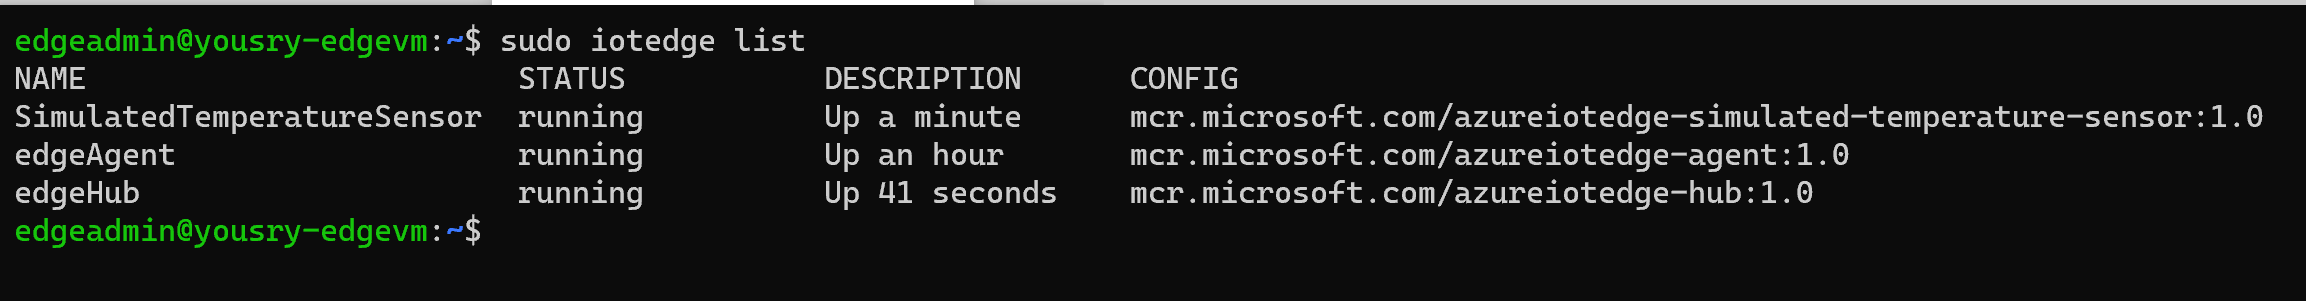 edgeadmin@yousry-edgevm:~$ sudo iotedge list
NAME                        STATUS           DESCRIPTION      CONFIG
SimulatedTemperatureSensor  running          Up a minute      mcr.microsoft.com/azureiotedge-simulated-temperature-sensor:1.0
edgeAgent                   running          Up an hour       mcr.microsoft.com/azureiotedge-agent:1.0
edgeHub                     running          Up 41 seconds    mcr.microsoft.com/azureiotedge-hub:1.0
edgeadmin@yousry-edgevm:~$